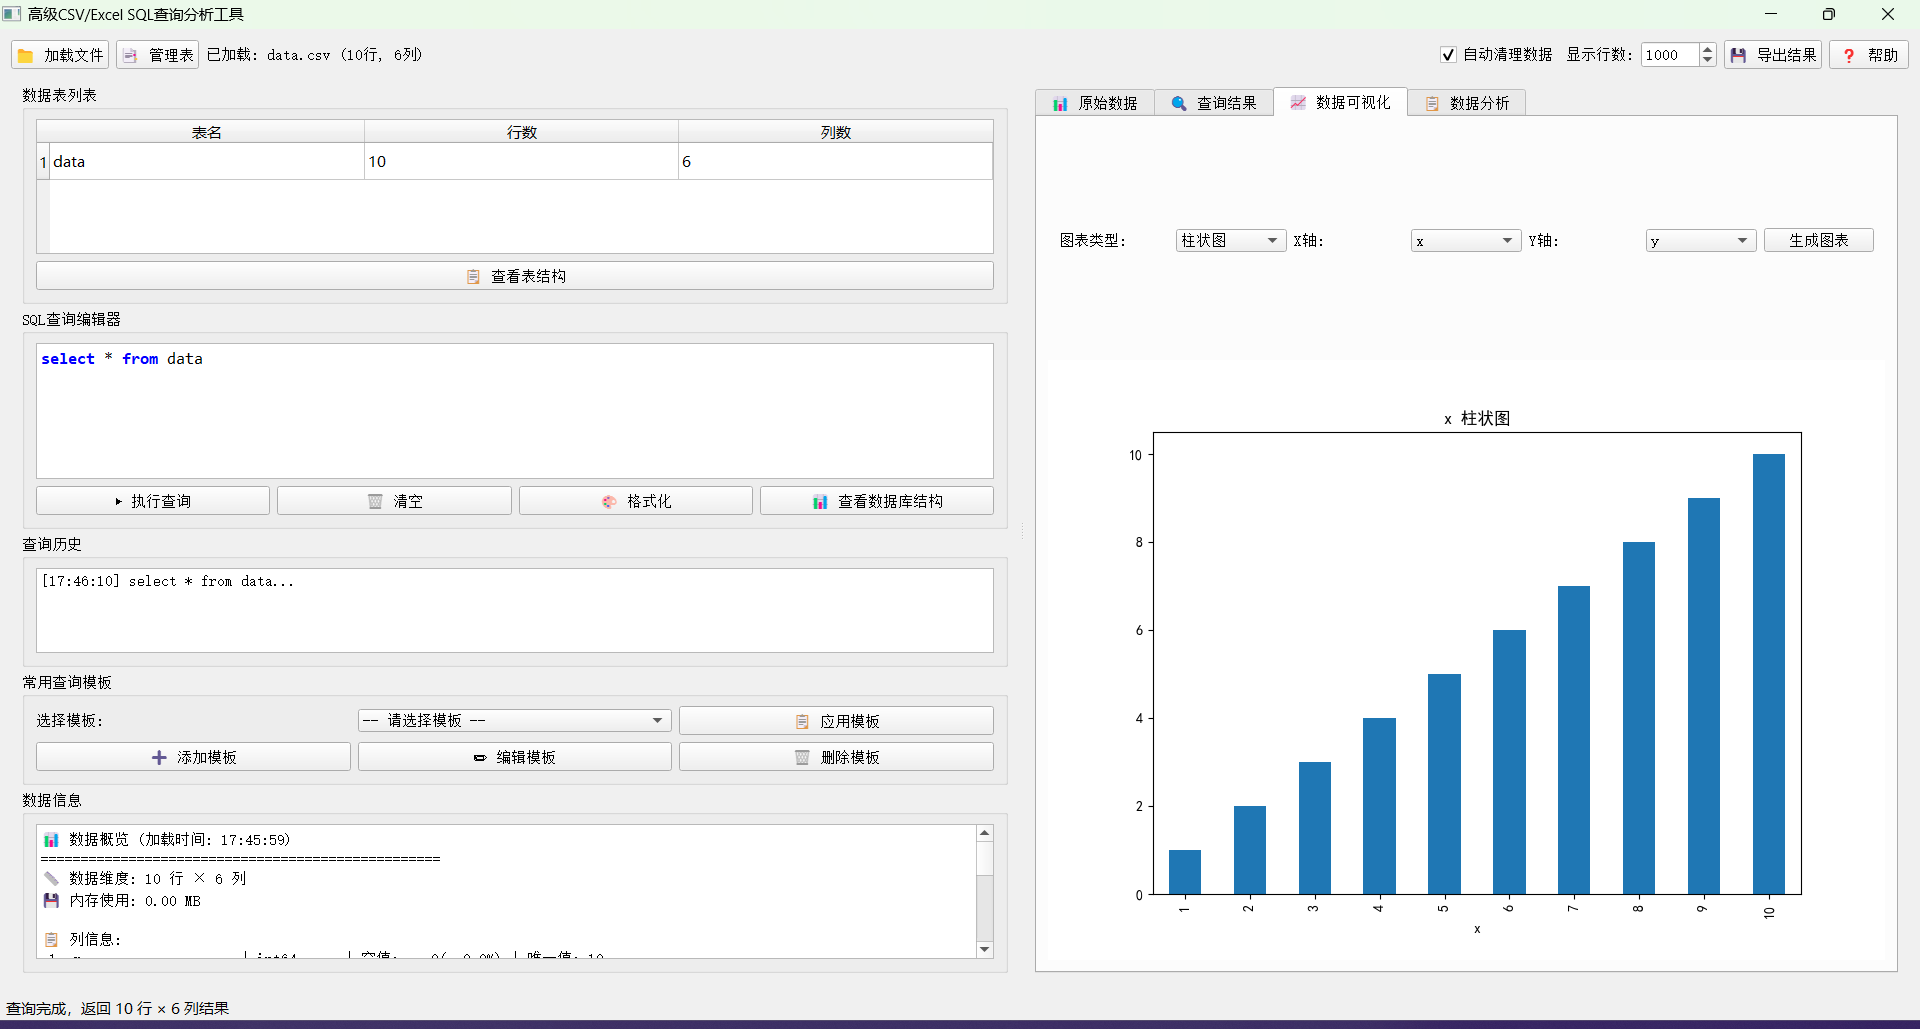 高级CSV/Excel SQL查询分析工具
加载文件 管理表 已加载: data.csv (10行, 6列) 自动清理数据 显示行数: 1000 导出结果 帮助
数据表列表
表名 行数 列数
1 data 10 6
查看表结构
SQL查询编辑器
select * from data
执行查询 清空 格式化 查看数据库结构
查询历史
[17:46:10] select * from data...
常用查询模板
选择模板: -- 请选择模板 -- 应用模板
添加模板 编辑模板 删除模板
数据信息
数据概览 (加载时间: 17:45:59)
==================================================
数据维度: 10 行 × 6 列
内存使用: 0.00 MB
列信息:
原始数据 查询结果 数据可视化 数据分析
图表类型: 柱状图 X轴: x Y轴: y 生成图表
x 柱状图
10
8
6
4
2
0
1 2 3 4 5 6 7 8 9 10
x
查询完成, 返回 10 行 × 6 列结果